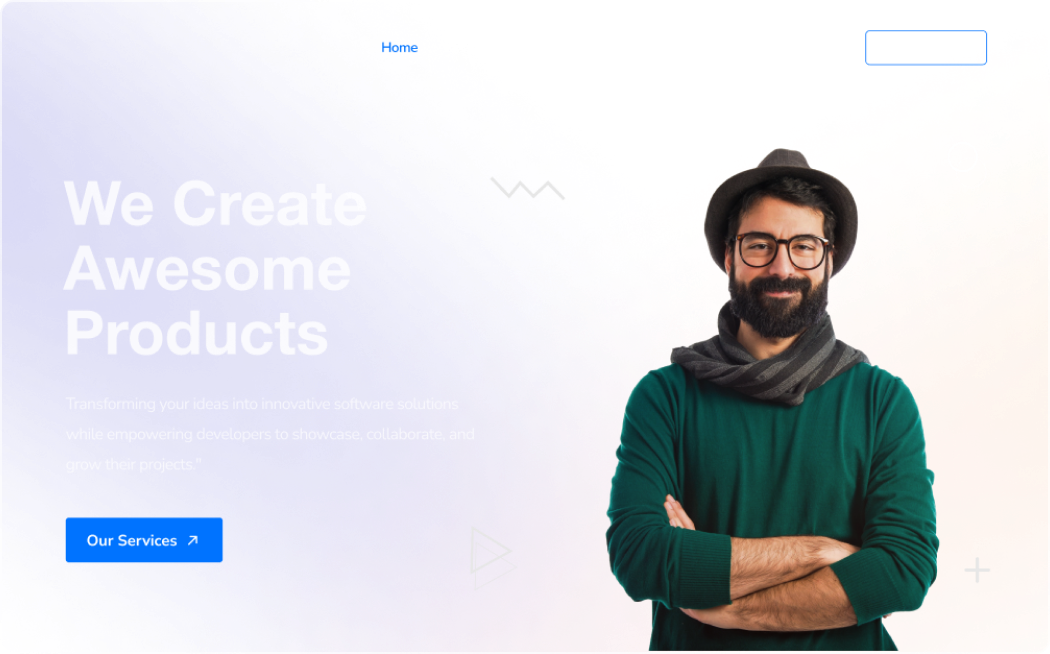 Home
We Create
Awesome
Products
Transforming your ideas into innovative software solutions
while empowering developers to showcase, collaborate, and
grow their projects."
Our Services